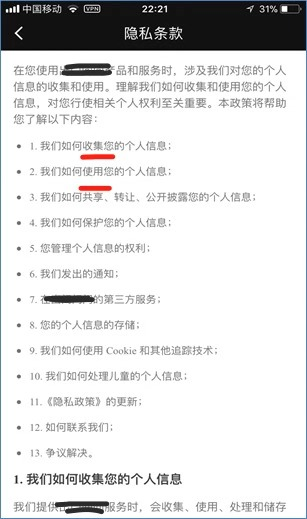 中国移动 VPN 22:21 31%
隐私条款
在您使用 产品和服务时，涉及我们对您的个人
信息的收集和使用。理解我们如何收集和使用您的个人
信息，对您行使相关个人权利至关重要。本政策将帮助
您了解以下内容：
• 1. 我们如何收集您的个人信息；
• 2. 我们如何使用您的个人信息；
• 3. 我们如何共享、转让、公开披露您的个人信息；
• 4. 我们如何保护您的个人信息；
• 5. 您管理个人信息的权利；
• 6. 我们发出的通知；
• 7. 在 的第三方服务；
• 8. 您的个人信息的存储；
• 9. 我们如何使用 Cookie 和其他追踪技术；
• 10. 我们如何处理儿童的个人信息；
• 11.《隐私政策》的更新；
• 12. 如何联系我们；
• 13. 争议解决。
1. 我们如何收集您的个人信息
我们提供 服务时，会收集、使用、处理和储存